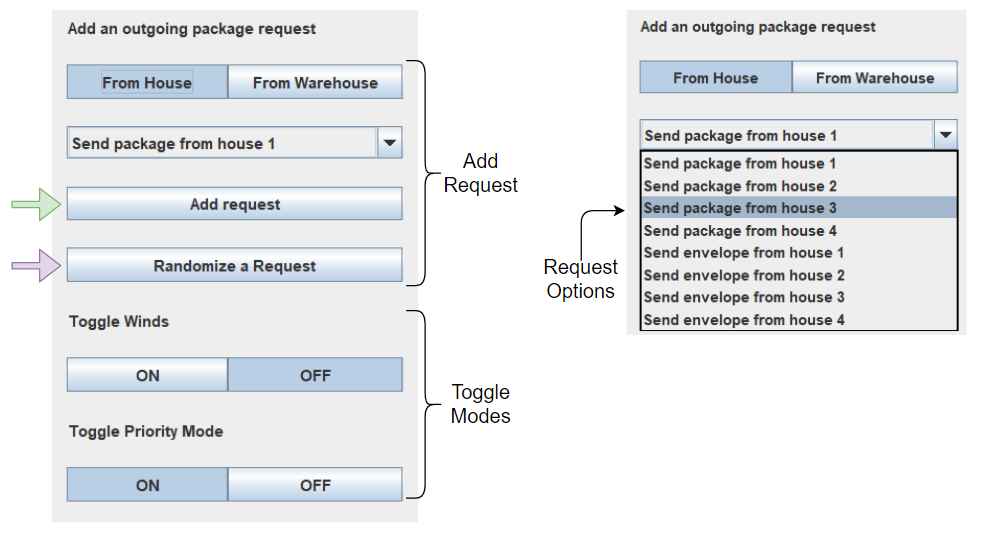 Add an outgoing package request
From House
From Warehouse
Send package from house 1
Add request
Randomize a Request
Toggle Winds
ON
OFF
Toggle Priority Mode
ON
OFF
Add
Request
Toggle
Modes
Add an outgoing package request
From House
From Warehouse
Send package from house 1
Send package from house 1
Send package from house 2
Send package from house 3
Send package from house 4
Send envelope from house 1
Send envelope from house 2
Send envelope from house 3
Send envelope from house 4
Request
Options